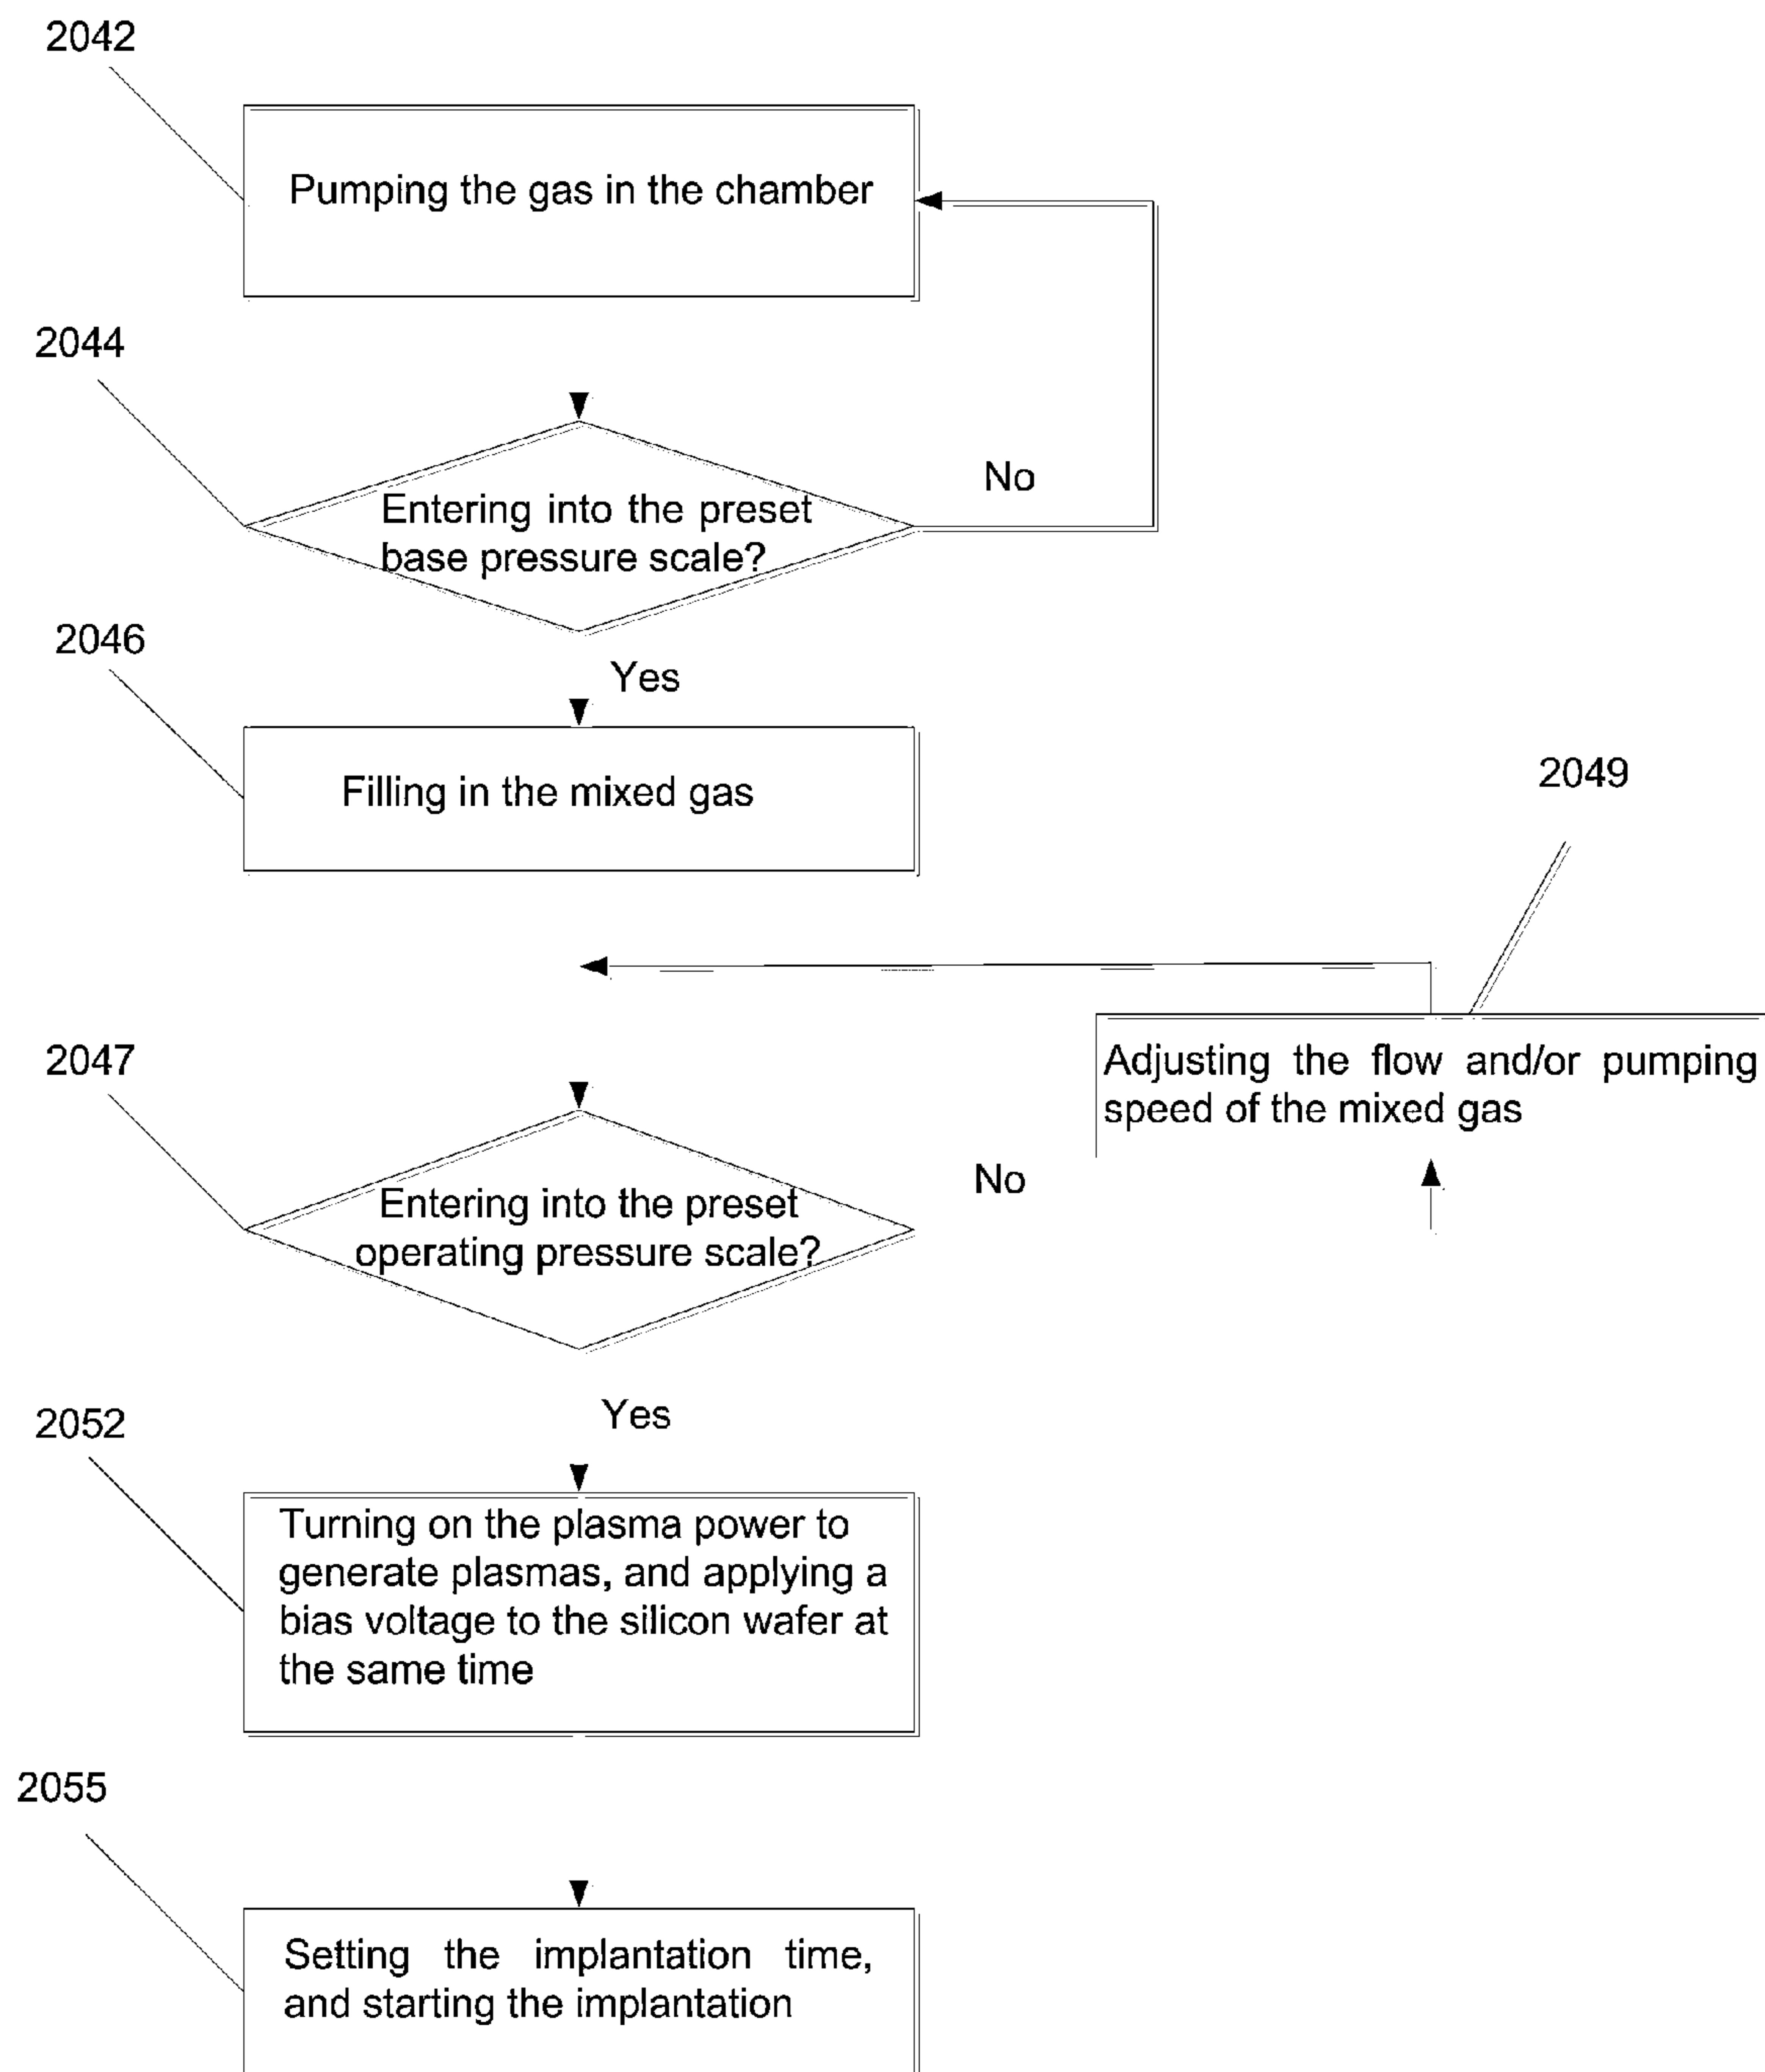 2042
Pumping the gas in the chamber
2044
Entering into the preset
base pressure scale?
No
2046
Yes
Filling in the mixed gas
2049
2047
Adjusting the flow and/or pumping
speed of the mixed gas
Entering into the preset
operating pressure scale?
No
2052
Yes
Turning on the plasma power to
generate plasmas, and applying a
bias voltage to the silicon wafer at
the same time
2055
Setting the implantation time,
and starting the implantation